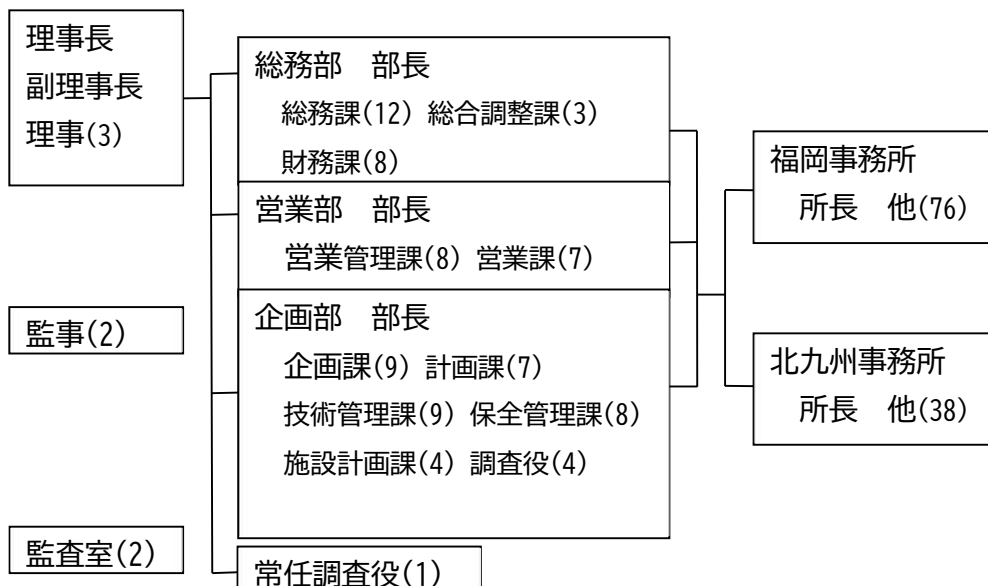 理事長
副理事長
理事(3)
監事(2)
監査室(2)
総務部　部長
総務課(12) 総合調整課(3)
財務課(8)
営業部　部長
営業管理課(8) 営業課(7)
企画部　部長
企画課(9) 計画課(7)
技術管理課(9) 保全管理課(8)
施設計画課(4) 調査役(4)
常任調査役(1)
福岡事務所
所長　他(76)
北九州事務所
所長　他(38)